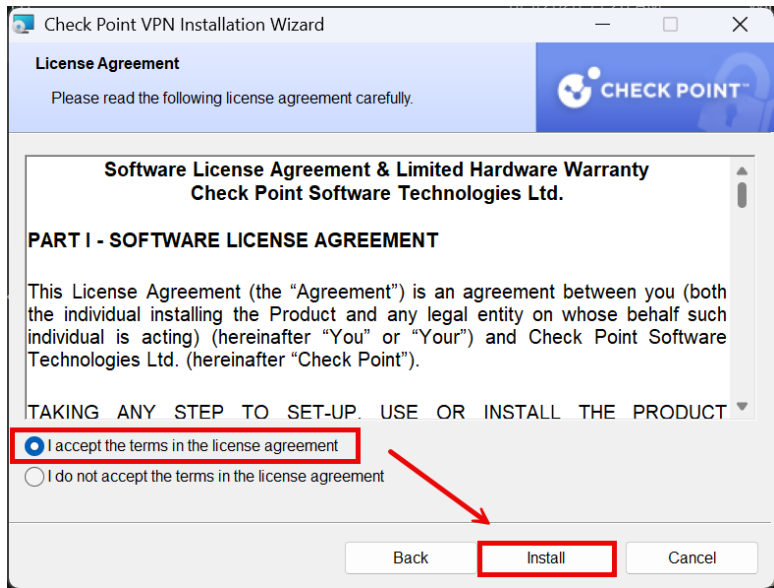 Check Point VPN Installation Wizard
License Agreement
Please read the following license agreement carefully.
CHECK POINT™
Software License Agreement & Limited Hardware Warranty
Check Point Software Technologies Ltd.
PART I - SOFTWARE LICENSE AGREEMENT
This License Agreement (the “Agreement”) is an agreement between you (both
the individual installing the Product and any legal entity on whose behalf such
individual is acting) (hereinafter “You” or “Your”) and Check Point Software
Technologies Ltd. (hereinafter “Check Point”).
TAKING ANY STEP TO SET-UP, USE OR INSTALL THE PRODUCT
I accept the terms in the license agreement
I do not accept the terms in the license agreement
Back
Install
Cancel